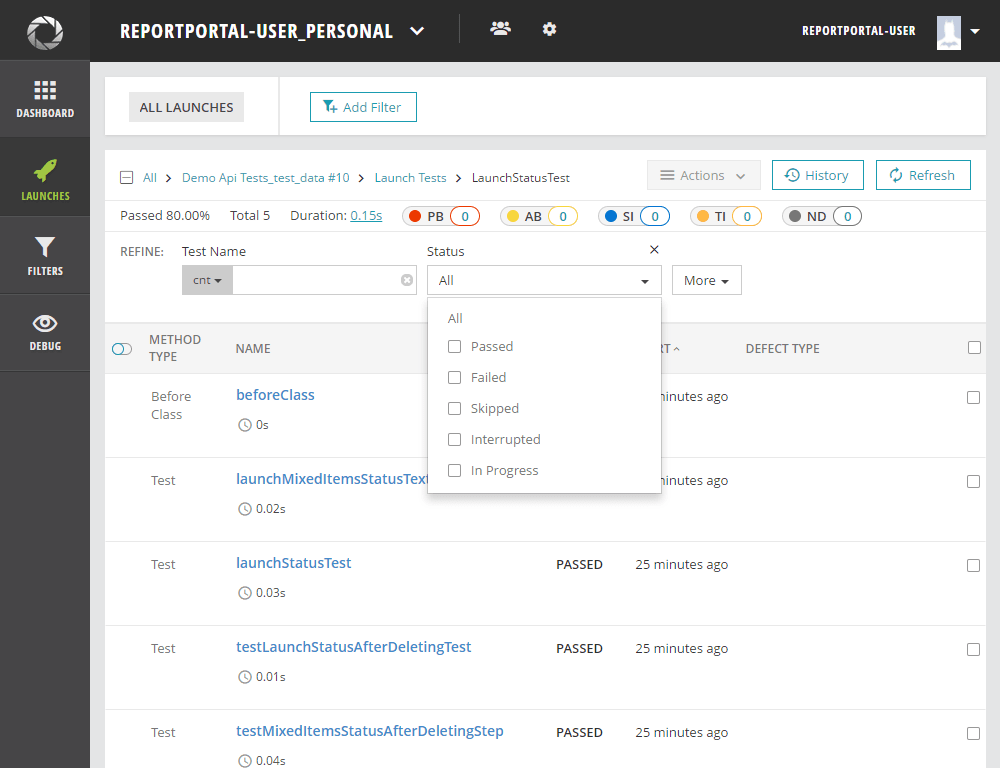 REPORTPORTAL-USER_PERSONAL
REPORTPORTAL-USER
DASHBOARD
LAUNCHES
FILTERS
DEBUG
ALL LAUNCHES
Add Filter
All > Demo Api Tests_test_data #10 > Launch Tests > LaunchStatusTest
Actions
History
Refresh
Passed 80.00% Total 5 Duration: 0.15s PB 0 AB 0 SI 0 TI 0 ND 0
REFINE: Test Name Status
cnt All More
All
Passed
Failed
Skipped
Interrupted
In Progress
METHOD TYPE NAME RT DEFECT TYPE
Before Class beforeClass minutes ago
0s
Test launchMixedItemsStatusText minutes ago
0.02s
Test launchStatusTest PASSED 25 minutes ago
0.03s
Test testLaunchStatusAfterDeletingTest PASSED 25 minutes ago
0.01s
Test testMixedItemsStatusAfterDeletingStep PASSED 25 minutes ago
0.04s